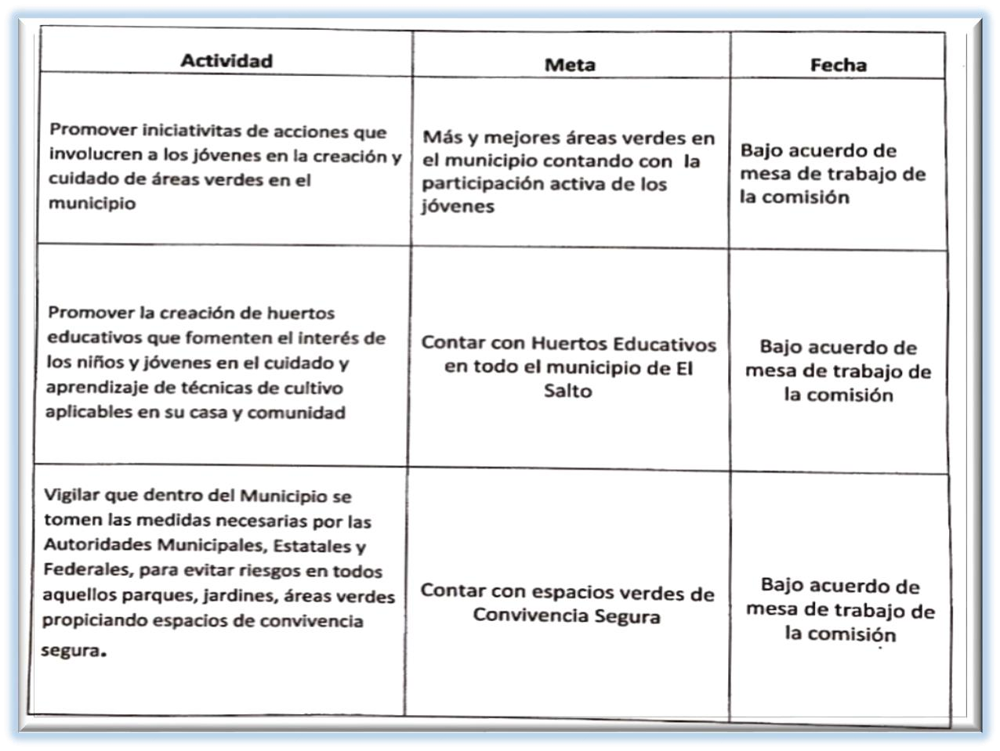 Actividad
Meta
Fecha
Promover iniciativitas de acciones que
involucren a los jóvenes en la creación y
cuidado de áreas verdes en el
municipio
Más y mejores áreas verdes en
el municipio contando con la
participación activa de los
jóvenes
Bajo acuerdo de
mesa de trabajo de
la comisión
Promover la creación de huertos
educativos que fomenten el interés de
los niños y jóvenes en el cuidado y
aprendizaje de técnicas de cultivo
aplicables en su casa y comunidad
Contar con Huertos Educativos
en todo el municipio de El
Salto
Bajo acuerdo de
mesa de trabajo de
la comisión
Vigilar que dentro del Municipio se
tomen las medidas necesarias por las
Autoridades Municipales, Estatales y
Federales, para evitar riesgos en todos
aquellos parques, jardines, áreas verdes
propiciando espacios de convivencia
segura.
Contar con espacios verdes de
Convivencia Segura
Bajo acuerdo de
mesa de trabajo de
la comisión